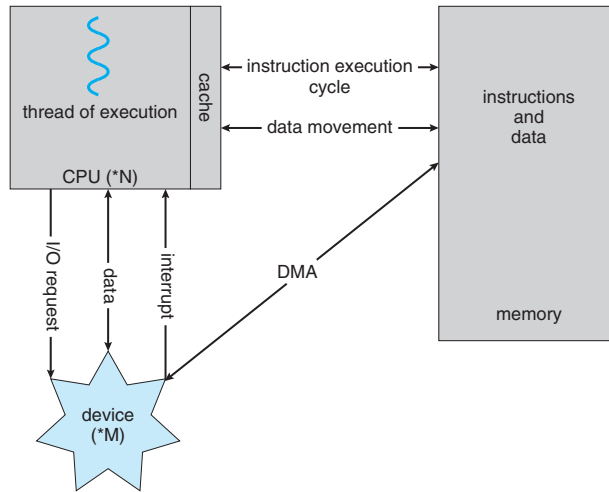 thread of execution
cache
CPU (*N)
instruction execution
cycle
data movement
instructions
and
data
memory
I/O request
data
interrupt
DMA
device
(*M)